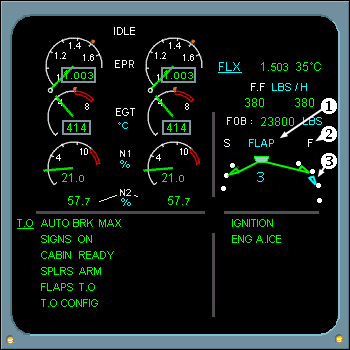 IDLE
1.4 1.4
1.2 1.6 EPR 1.2 1.6
1 1.003 1 1.003
FLX 1.503 35°C
F.F LBS / H
380 380
FOB : 23800 LBS
8 8
4 EGT 4
414 °C 414
S FLAP F
1 2 3
3
10 N1 10
4 % 4
21.0 21.0
57.7 N2 57.7
%
T.O AUTO BRK MAX
SIGNS ON
CABIN READY
SPLRS ARM
FLAPS T.O
T.O CONFIG
IGNITION
ENG A.ICE